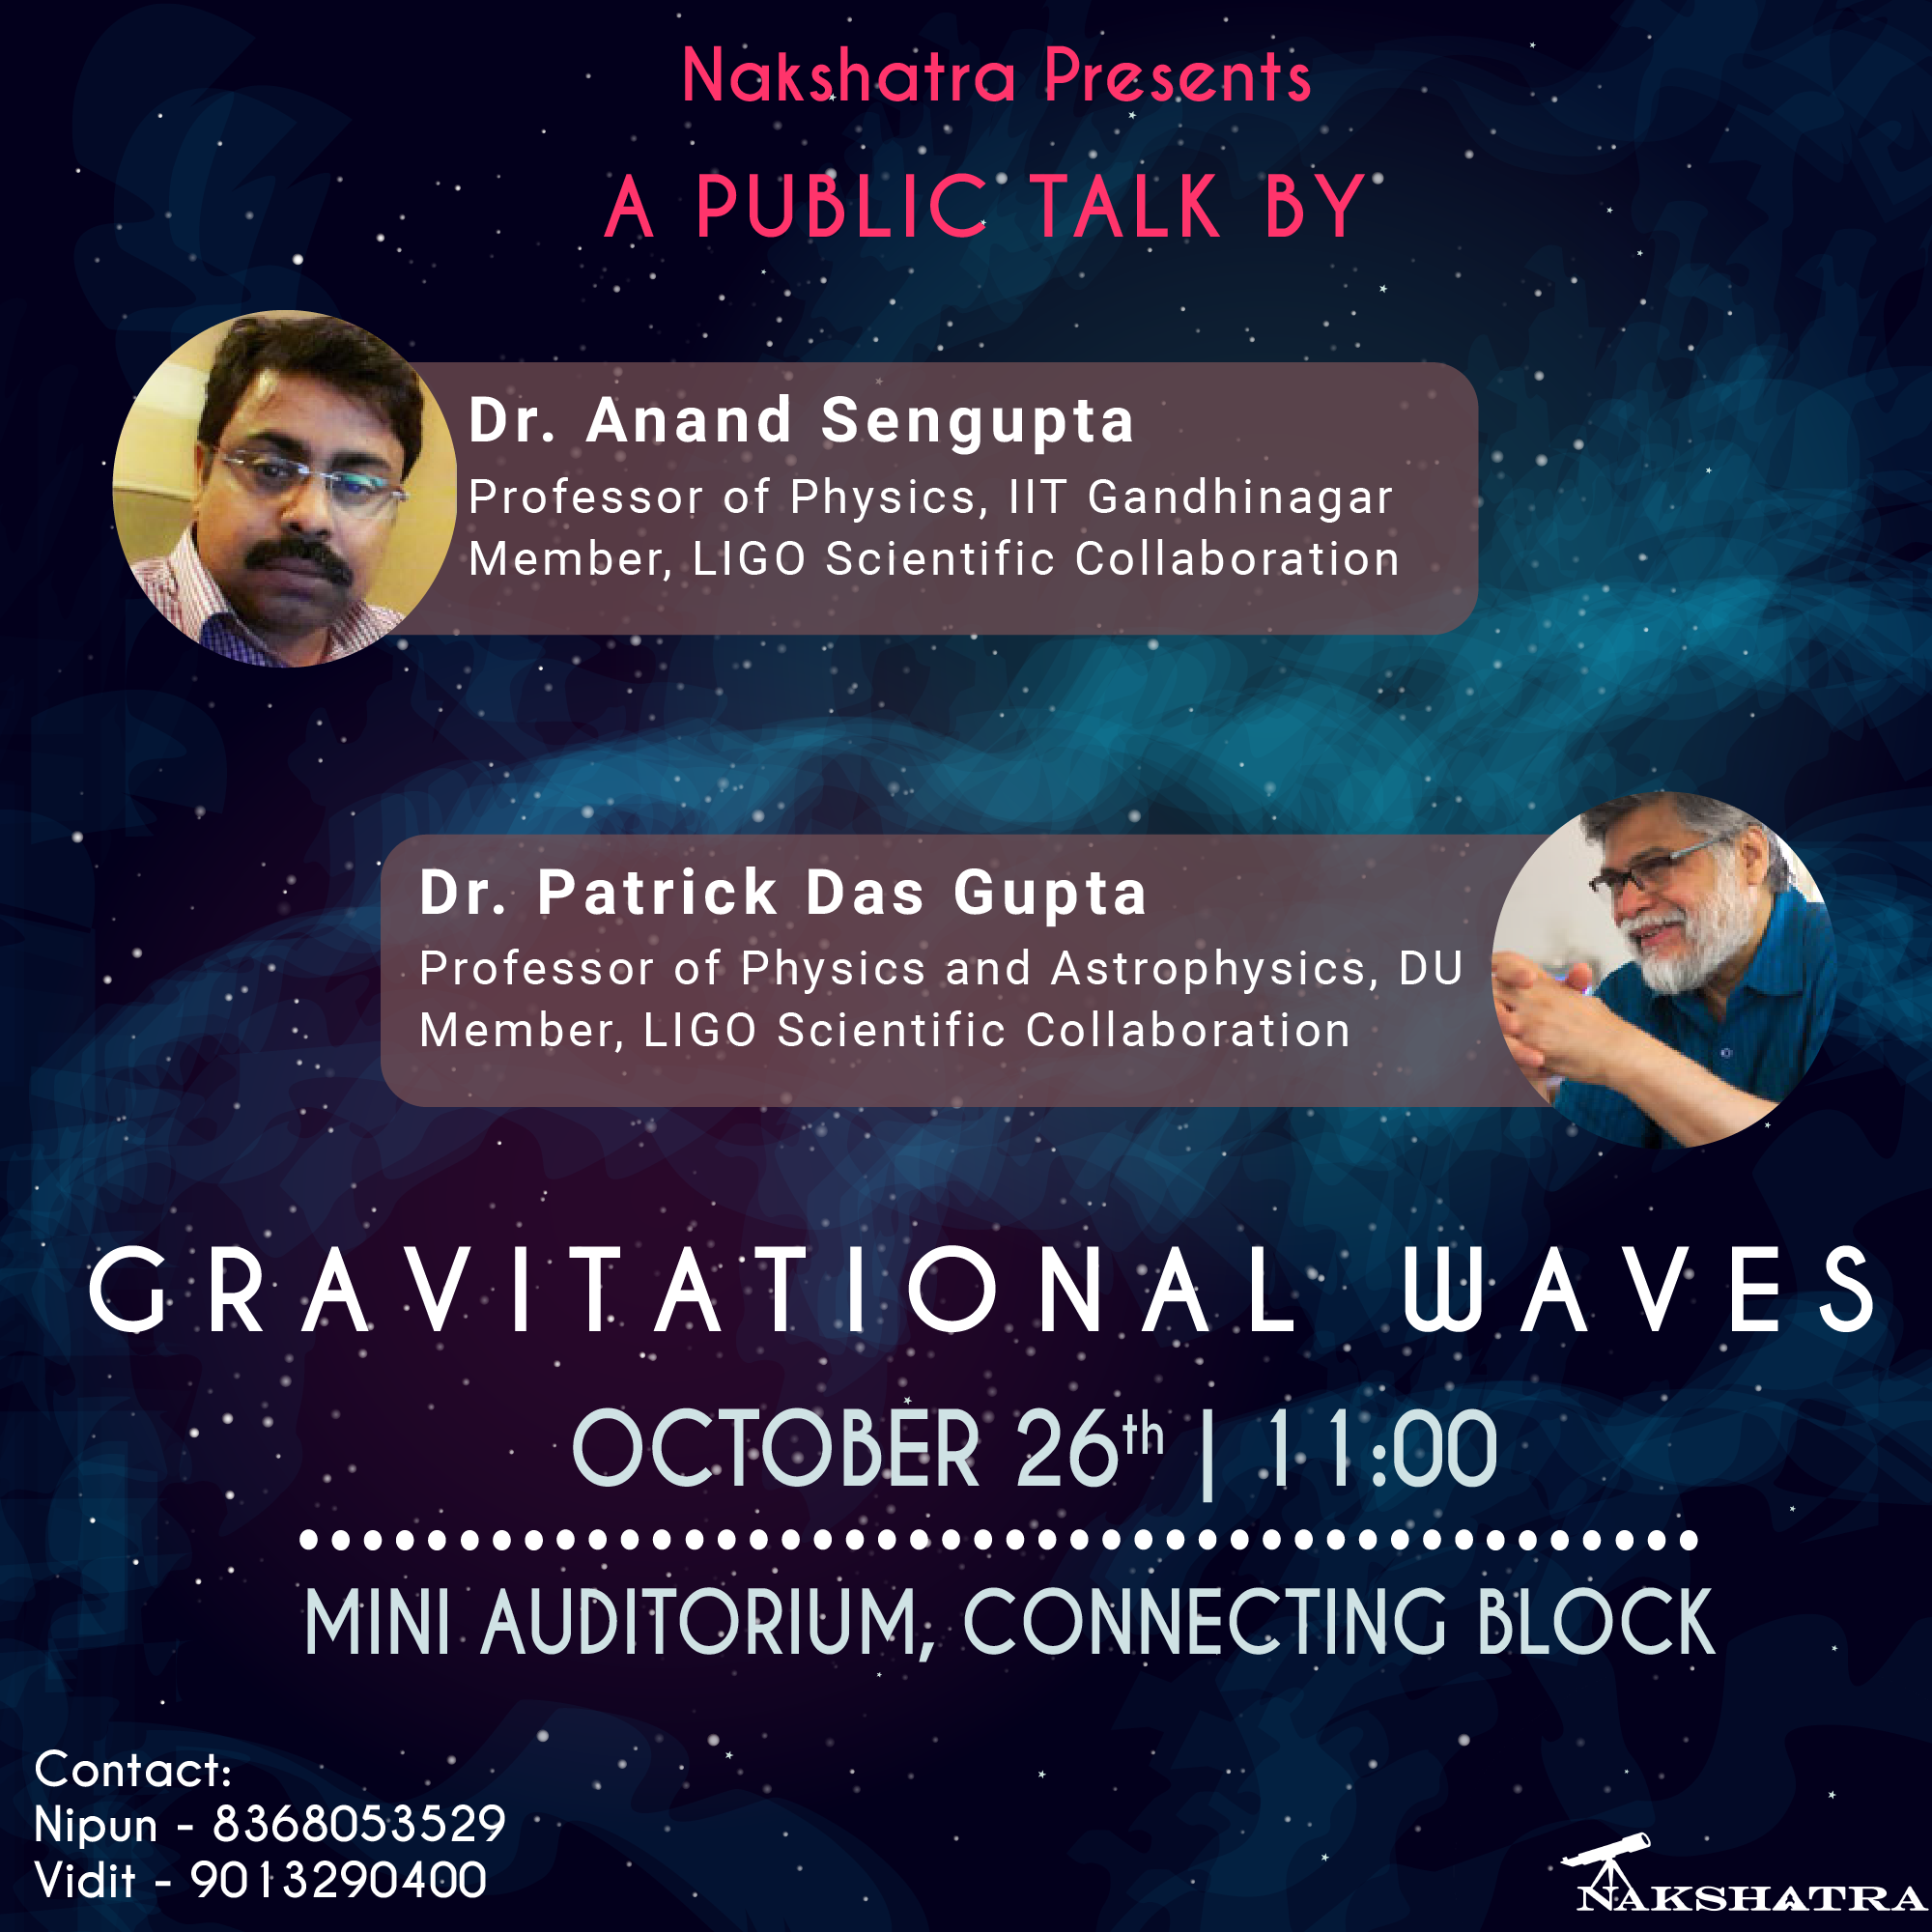 Nakshatra Presents
A PUBLIC TALK BY
Dr. Anand Sengupta
Professor of Physics, IIT Gandhinagar
Member, LIGO Scientific Collaboration
Dr. Patrick Das Gupta
Professor of Physics and Astrophysics, DU
Member, LIGO Scientific Collaboration
GRAVITATIONAL WAVES
OCTOBER 26th | 11:00
MINI AUDITORIUM, CONNECTING BLOCK
Contact:
Nipun - 8368053529
Vidit - 9013290400
NAKSHATRA